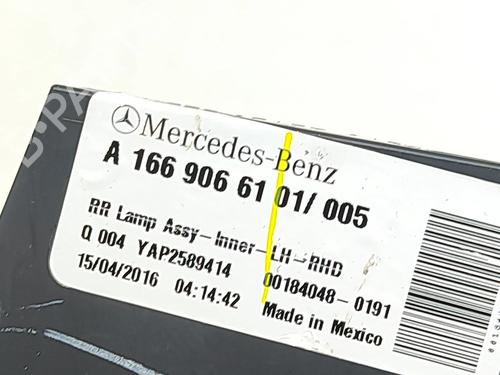 Mercedes-Benz
A 166 906 61 01/ 005
RR Lamp Assy-Inner-LH-RHD
Q 004 YAP2589414 00184048-0191
15/04/2016 04:14:42 Made in Mexico